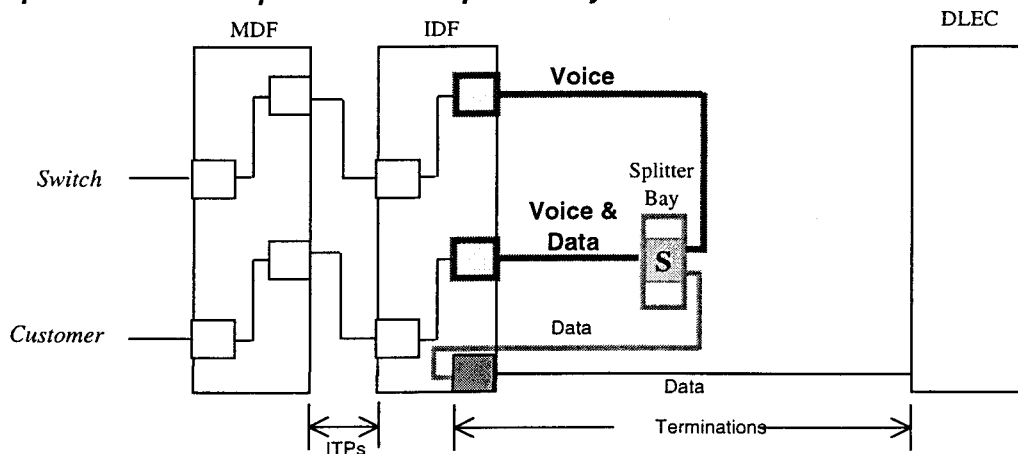 MDF
IDF
DLEC
Voice
Switch
Splitter
Bay
Voice &
Data
S
Customer
Data
Data
ITPs
Terminations